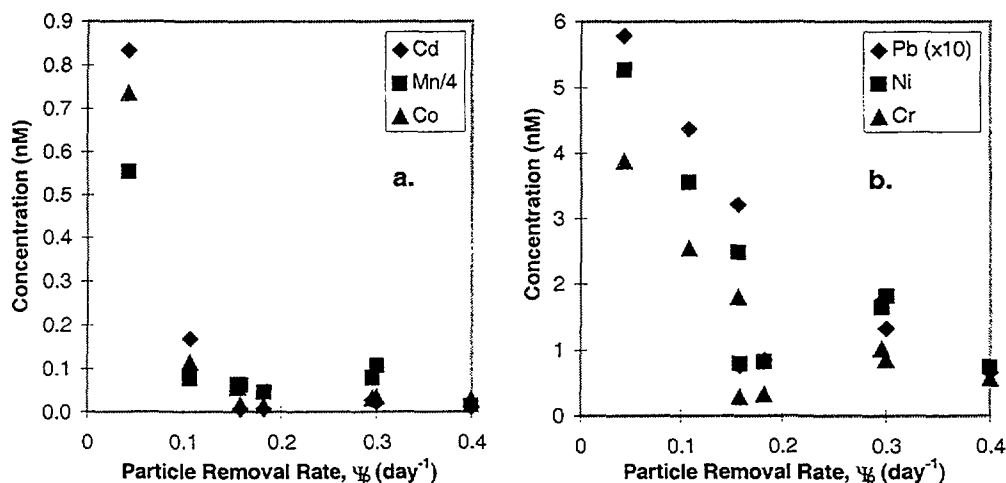 0.9
0.8
0.7
0.6
0.5
0.4
0.3
0.2
0.1
0.0
Concentration (nM)
0
0.1
0.2
0.3
0.4
Particle Removal Rate, ψp (day⁻¹)
Cd
Mn/4
Co
a.
6
5
4
3
2
1
0
Concentration (nM)
0
0.1
0.2
0.3
0.4
Particle Removal Rate, ψp (day⁻¹)
Pb (x10)
Ni
Cr
b.